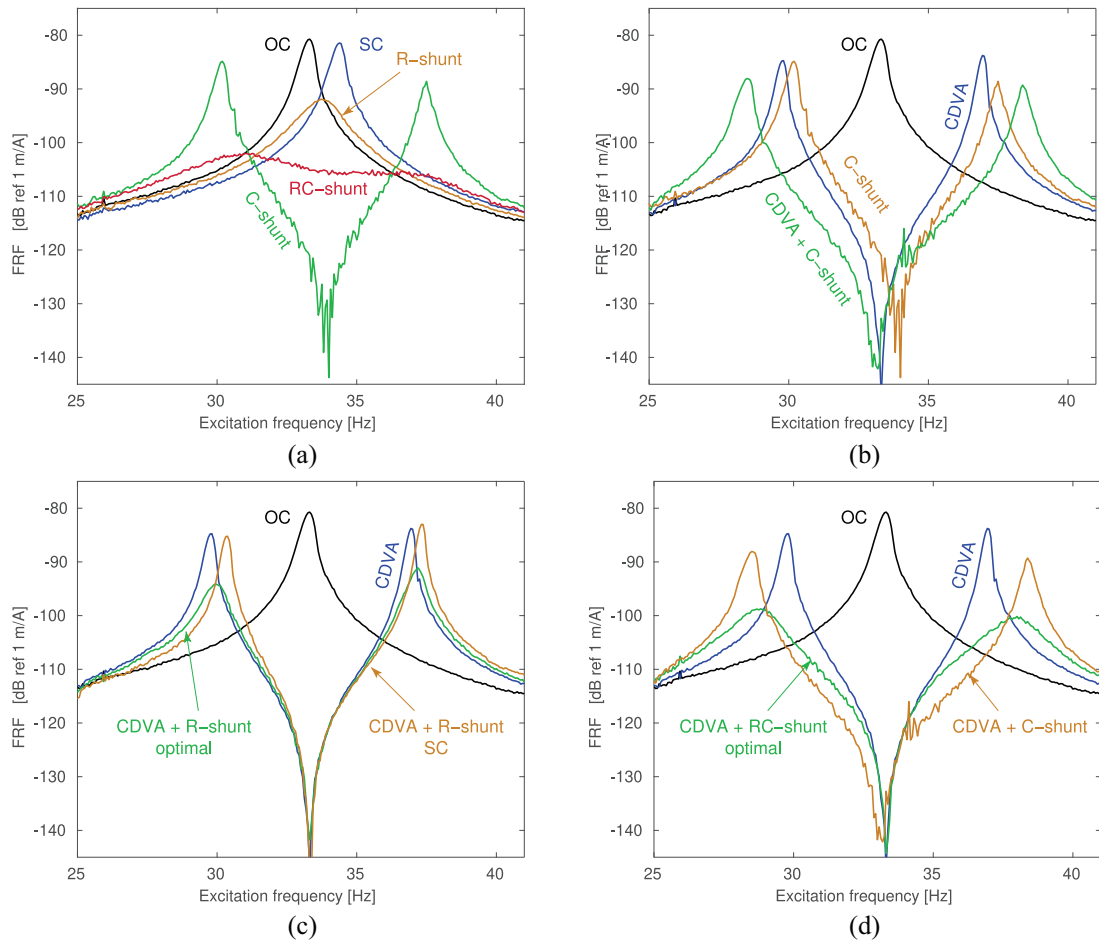 -80
-90
-100
-110
-120
-130
-140
FRF [dB ref 1 m/A]
OC
SC
R-shunt
RC-shunt
C-shunt
25
30
35
40
Excitation frequency [Hz]
(a)
-80
-90
-100
-110
-120
-130
-140
FRF [dB ref 1 m/A]
OC
CDVA
C-shunt
CDVA + C-shunt
25
30
35
40
Excitation frequency [Hz]
(b)
-80
-90
-100
-110
-120
-130
-140
FRF [dB ref 1 m/A]
OC
CDVA
CDVA + R-shunt
optimal
CDVA + R-shunt
SC
25
30
35
40
Excitation frequency [Hz]
(c)
-80
-90
-100
-110
-120
-130
-140
FRF [dB ref 1 m/A]
OC
CDVA
CDVA + RC-shunt
optimal
CDVA + C-shunt
25
30
35
40
Excitation frequency [Hz]
(d)